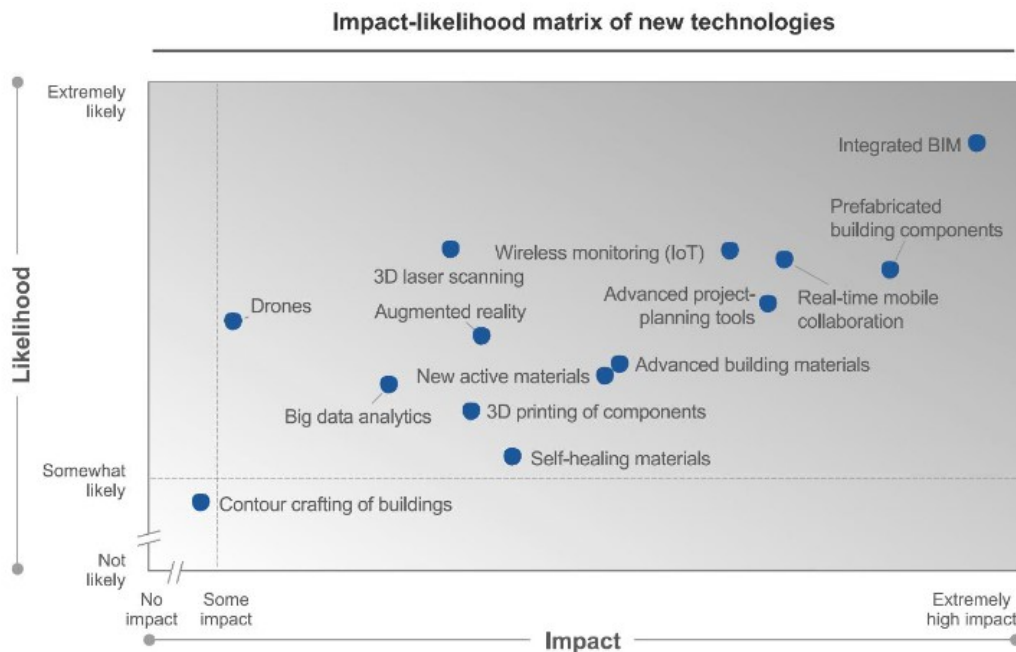 Impact-likelihood matrix of new technologies
Extremely
likely
Integrated BIM
Prefabricated
building components
Wireless monitoring (IoT)
3D laser scanning
Advanced project-
planning tools
Real-time mobile
collaboration
Drones
Augmented reality
Likelihood
New active materials
Advanced building materials
Big data analytics
3D printing of components
Self-healing materials
Somewhat
likely
Contour crafting of buildings
Not
likely
No
impact
Some
impact
Extremely
high impact
Impact